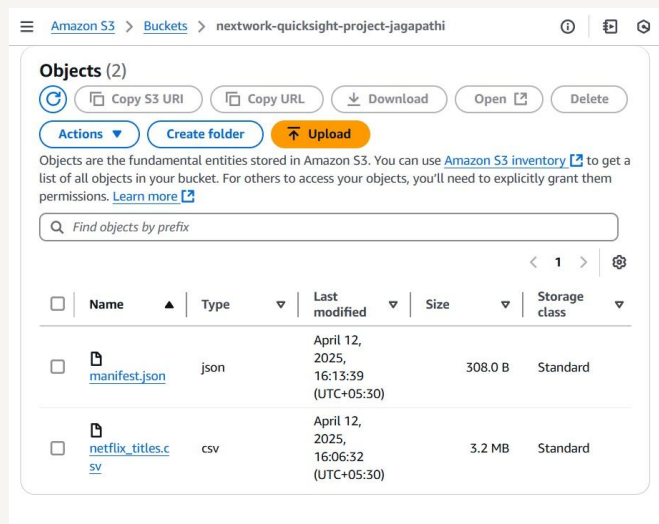 Amazon S3 > Buckets > nextwork-quicksight-project-jagapathi
Objects (2)
Copy S3 URI Copy URL Download Open Delete
Actions Create folder Upload
Objects are the fundamental entities stored in Amazon S3. You can use Amazon S3 inventory to get a
list of all objects in your bucket. For others to access your objects, you'll need to explicitly grant them
permissions. Learn more
Find objects by prefix
< 1 >
Name Type Last modified Size Storage class
manifest.json json April 12, 2025, 16:13:39 (UTC+05:30) 308.0 B Standard
netflix_titles.csv csv April 12, 2025, 16:06:32 (UTC+05:30) 3.2 MB Standard